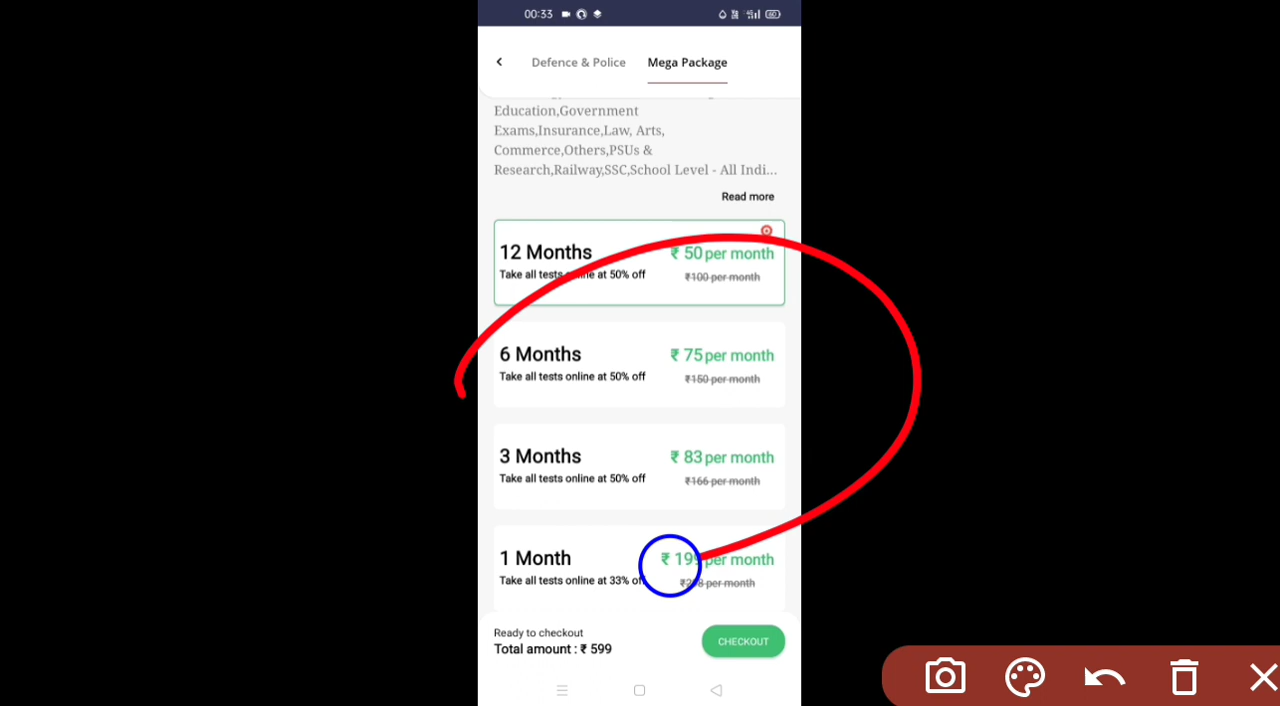 00:33
Defence & Police
Mega Package
Education,Government
Exams,Insurance,Law, Arts,
Commerce,Others,PSUs &
Research,Railway,SSC,School Level - All Indi...
Read more
12 Months
₹ 50 per month
Take all tests online at 50% off
₹100 per month
6 Months
₹ 75 per month
Take all tests online at 50% off
₹150 per month
3 Months
₹ 83 per month
Take all tests online at 50% off
₹166 per month
1 Month
₹ 199 per month
Take all tests online at 33% off
per month
Ready to checkout
Total amount : ₹ 599
CHECKOUT